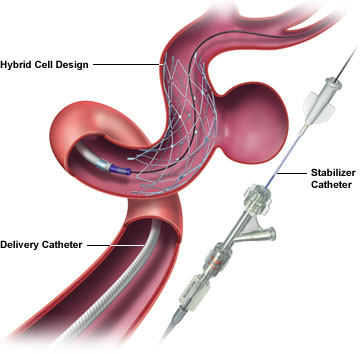 Hybrid Cell Design
Stabilizer
Catheter
Delivery Catheter